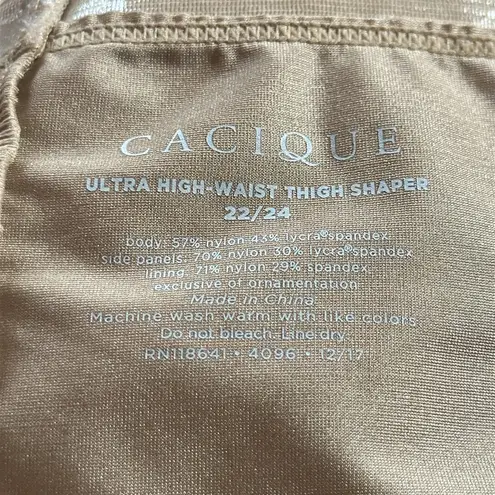 CACIQUE
ULTRA HIGH-WAIST THIGH SHAPER
22/24
body: 57% nylon 43% lycra® spandex
side panels: 70% nylon 30% lycra® spandex
lining: 71% nylon 29% spandex
exclusive of ornamentation
Made in China
Machine wash warm with like colors
Do not bleach. Line dry.
RN118641 • 4096 • 12/17